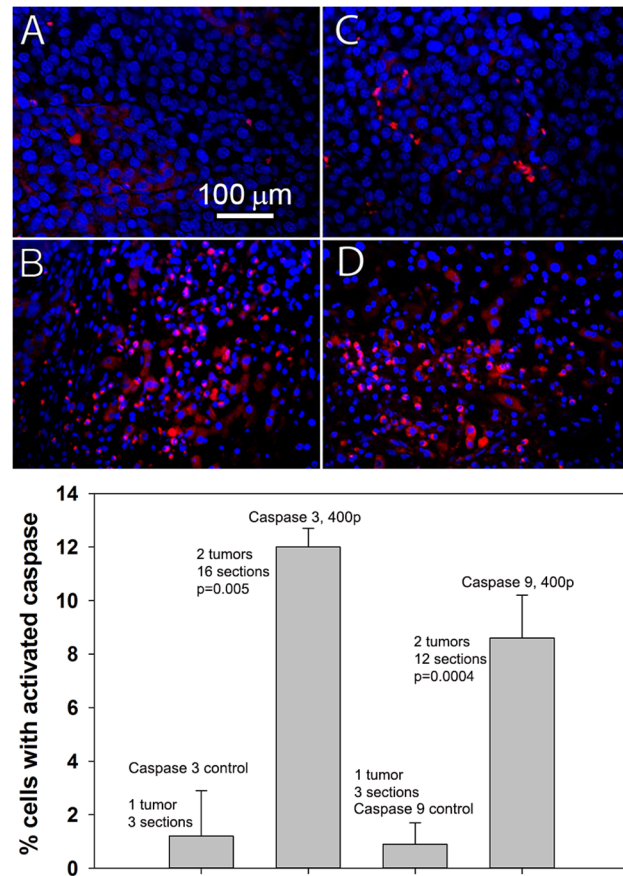 A
C
100 μm
B
D
% cells with activated caspase
14
12
10
8
6
4
2
0
Caspase 3, 400p
2 tumors
16 sections
p=0.005
Caspase 9, 400p
2 tumors
12 sections
p=0.0004
Caspase 3 control
1 tumor
3 sections
1 tumor
3 sections
Caspase 9 control